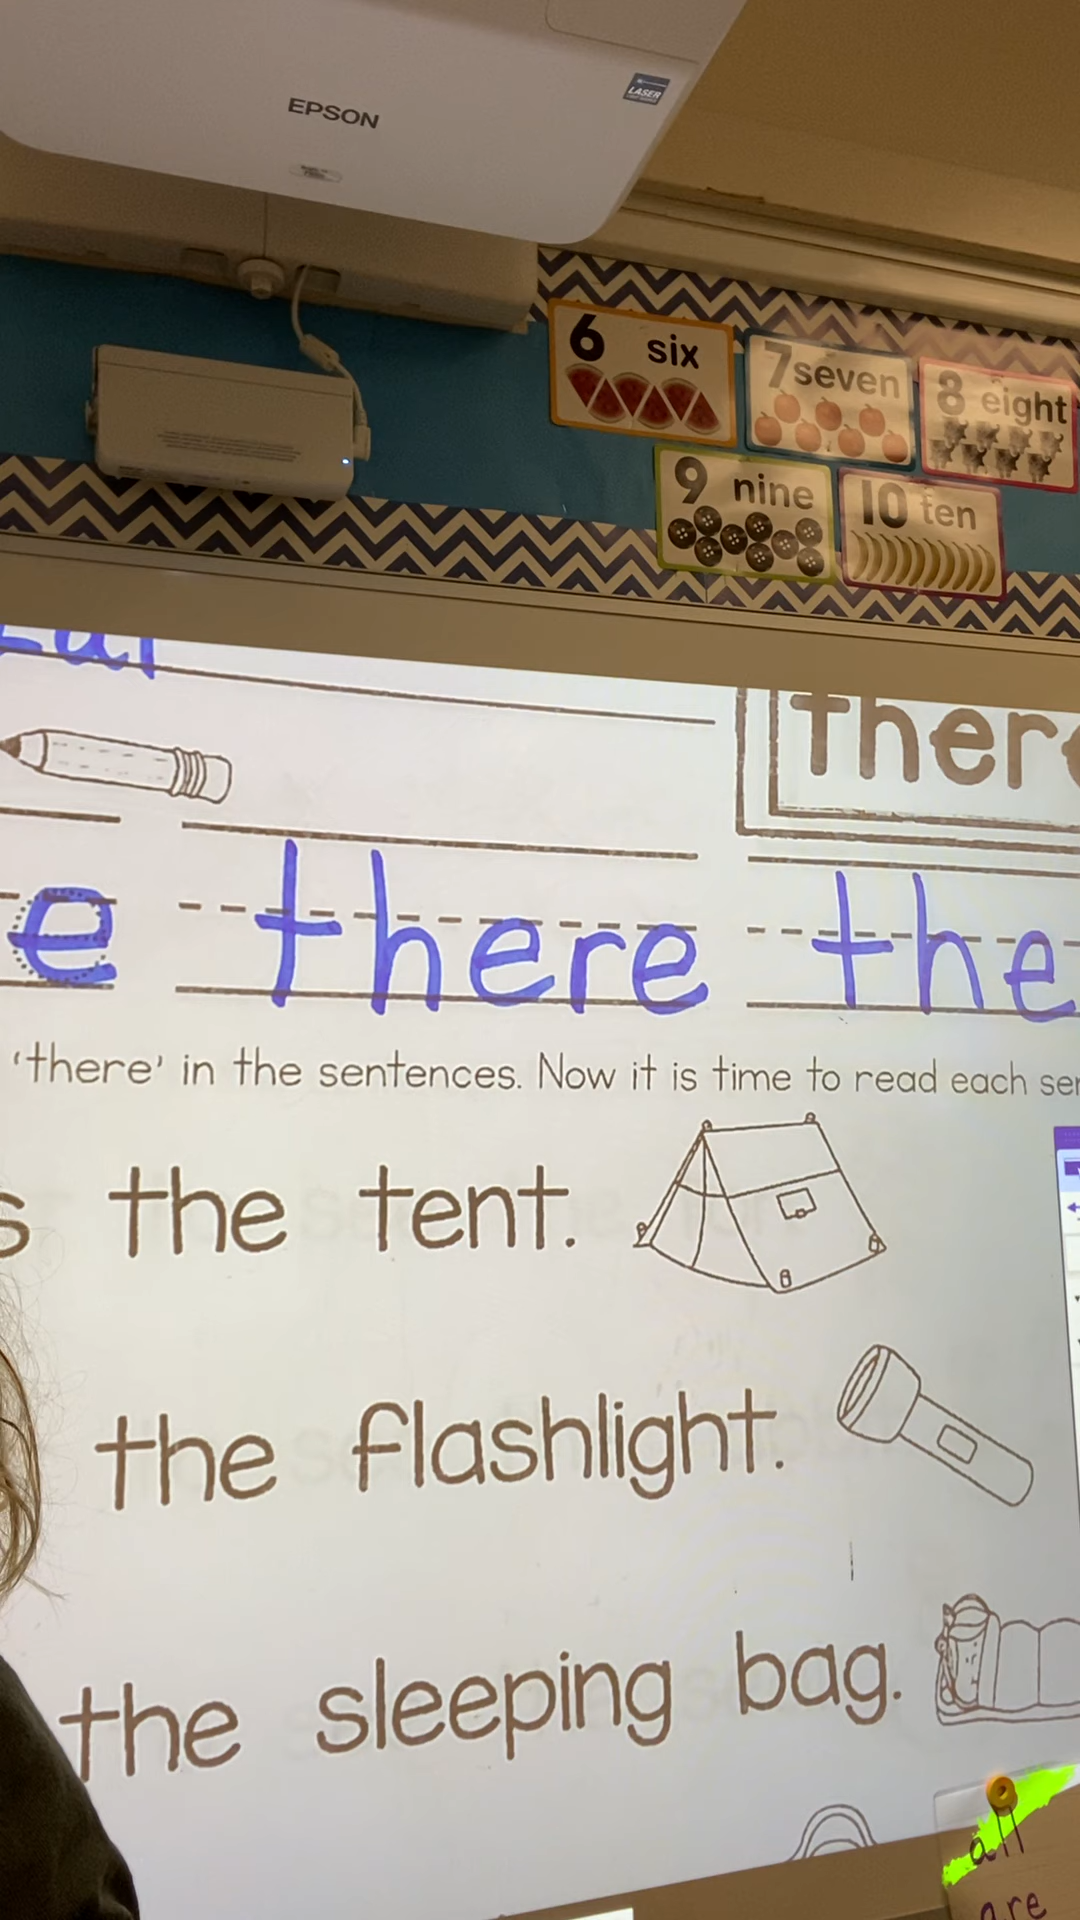 EPSON
LASER
6 six
7 seven
8 eight
9 nine
10 ten
there
e there the
'there' in the sentences. Now it is time to read each
the tent.
the flashlight.
the sleeping bag.
all
are